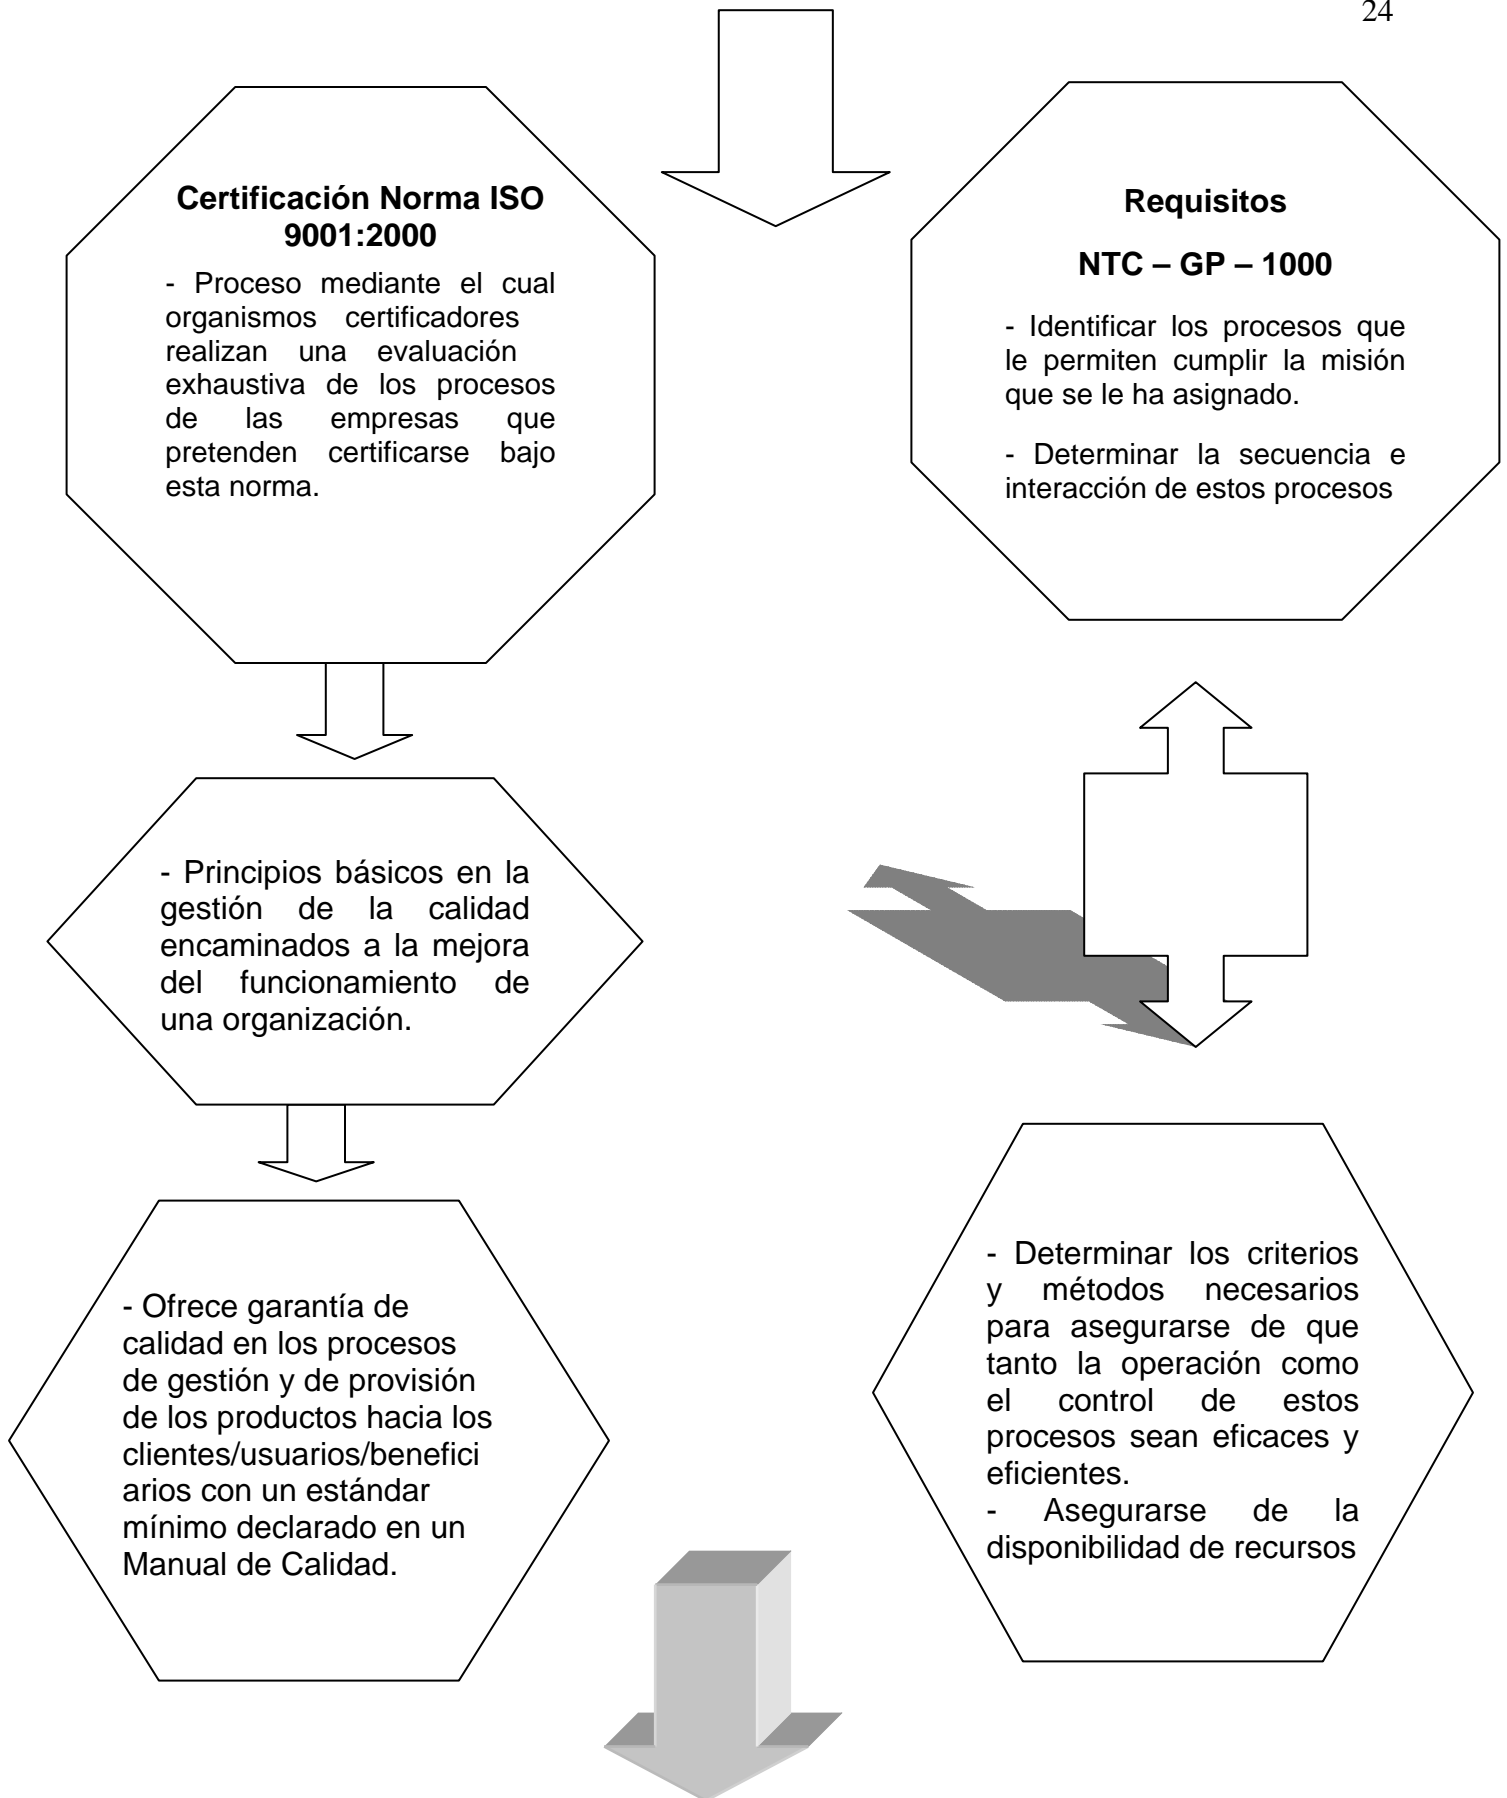 24
Certificación Norma ISO
9001:2000
- Proceso mediante el cual
organismos certificadores
realizan una evaluación
exhaustiva de los procesos
de las empresas que
pretenden certificarse bajo
esta norma.
Requisitos
NTC – GP – 1000
- Identificar los procesos que
le permiten cumplir la misión
que se le ha asignado.
- Determinar la secuencia e
interacción de estos procesos
- Principios básicos en la
gestión de la calidad
encaminados a la mejora
del funcionamiento de
una organización.
- Ofrece garantía de
calidad en los procesos
de gestión y de provisión
de los productos hacia los
clientes/usuarios/benefici
arios con un estándar
mínimo declarado en un
Manual de Calidad.
- Determinar los criterios
y métodos necesarios
para asegurarse de que
tanto la operación como
el control de estos
procesos sean eficaces y
eficientes.
- Asegurarse de la
disponibilidad de recursos